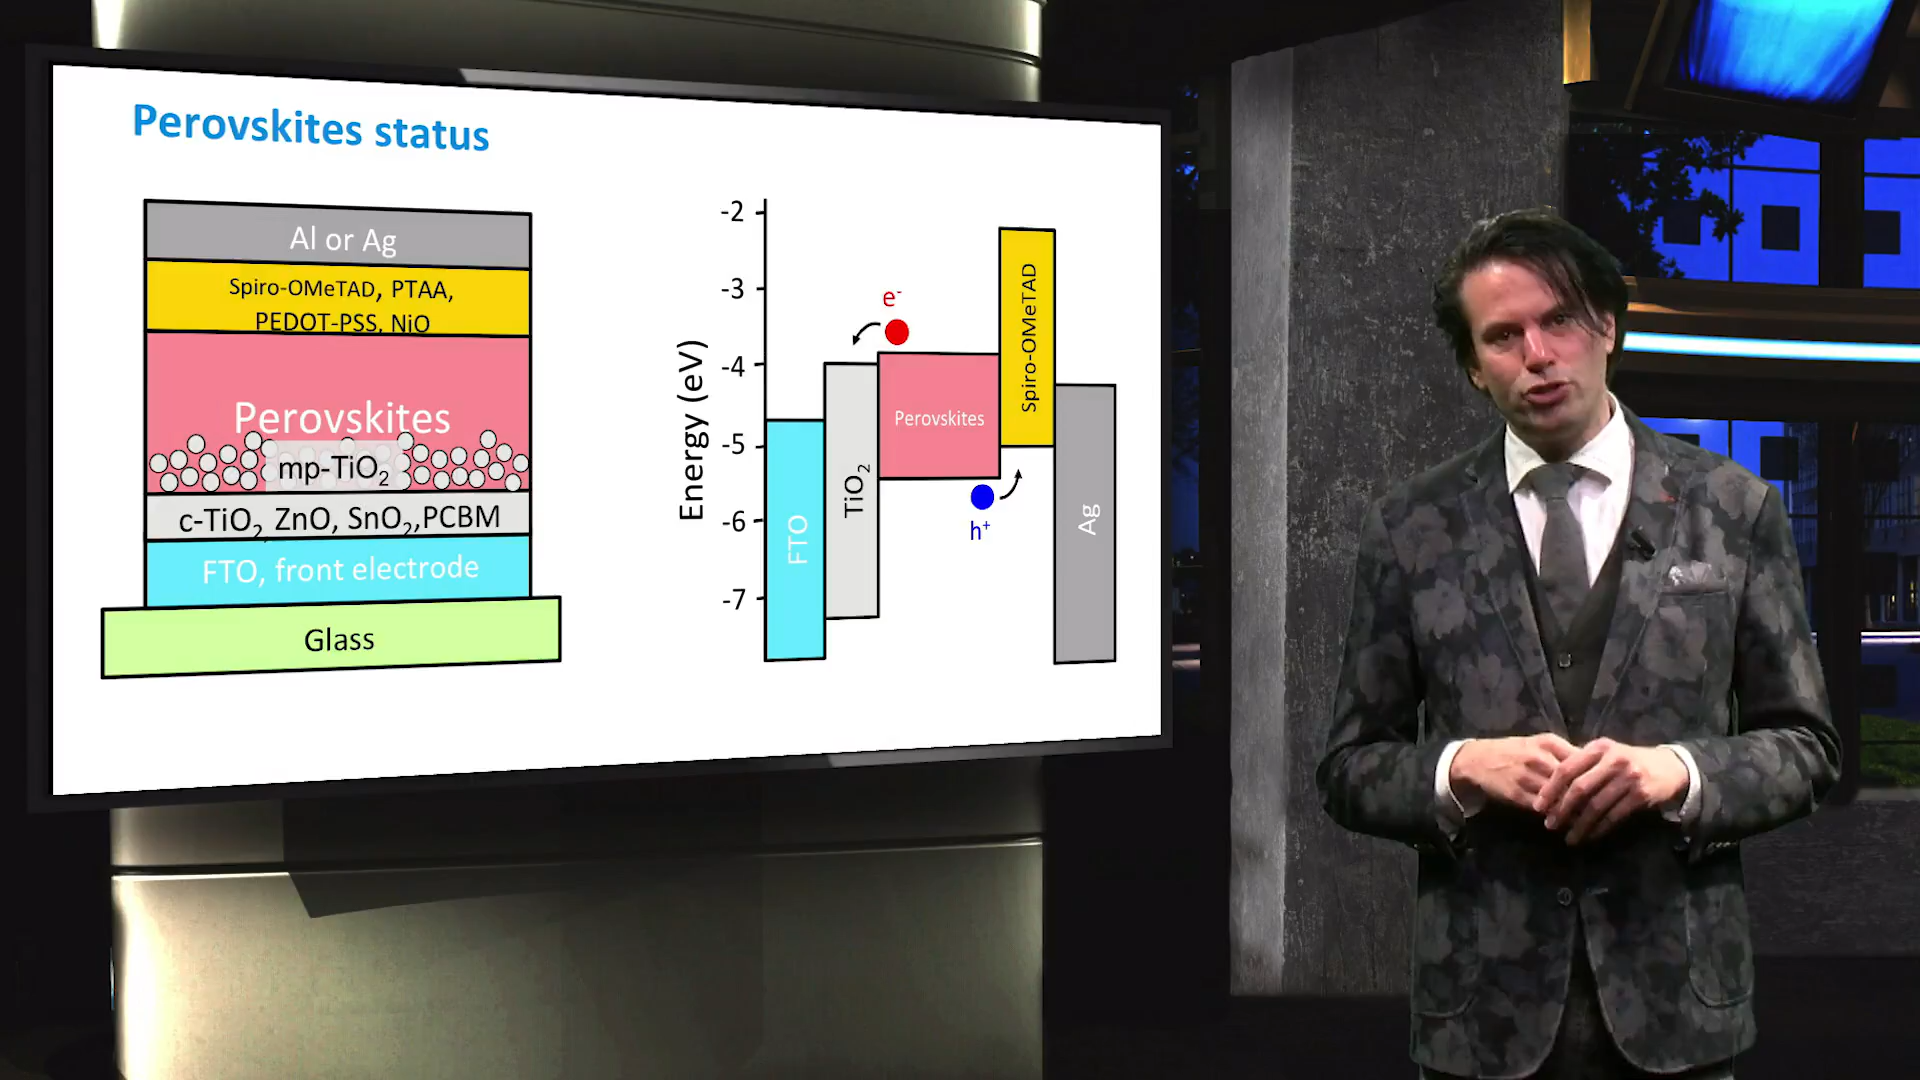 Perovskites status
Al or Ag
Spiro-OMeTAD, PTAA,
PEDOT-PSS, NiO
Perovskites
mp-TiO₂
c-TiO₂, ZnO, SnO₂,PCBM
FTO, front electrode
Glass
Energy (eV)
-2
-3
-4
-5
-6
-7
e⁻
h⁺
FTO
TiO₂
Perovskites
Spiro-OMeTAD
Ag